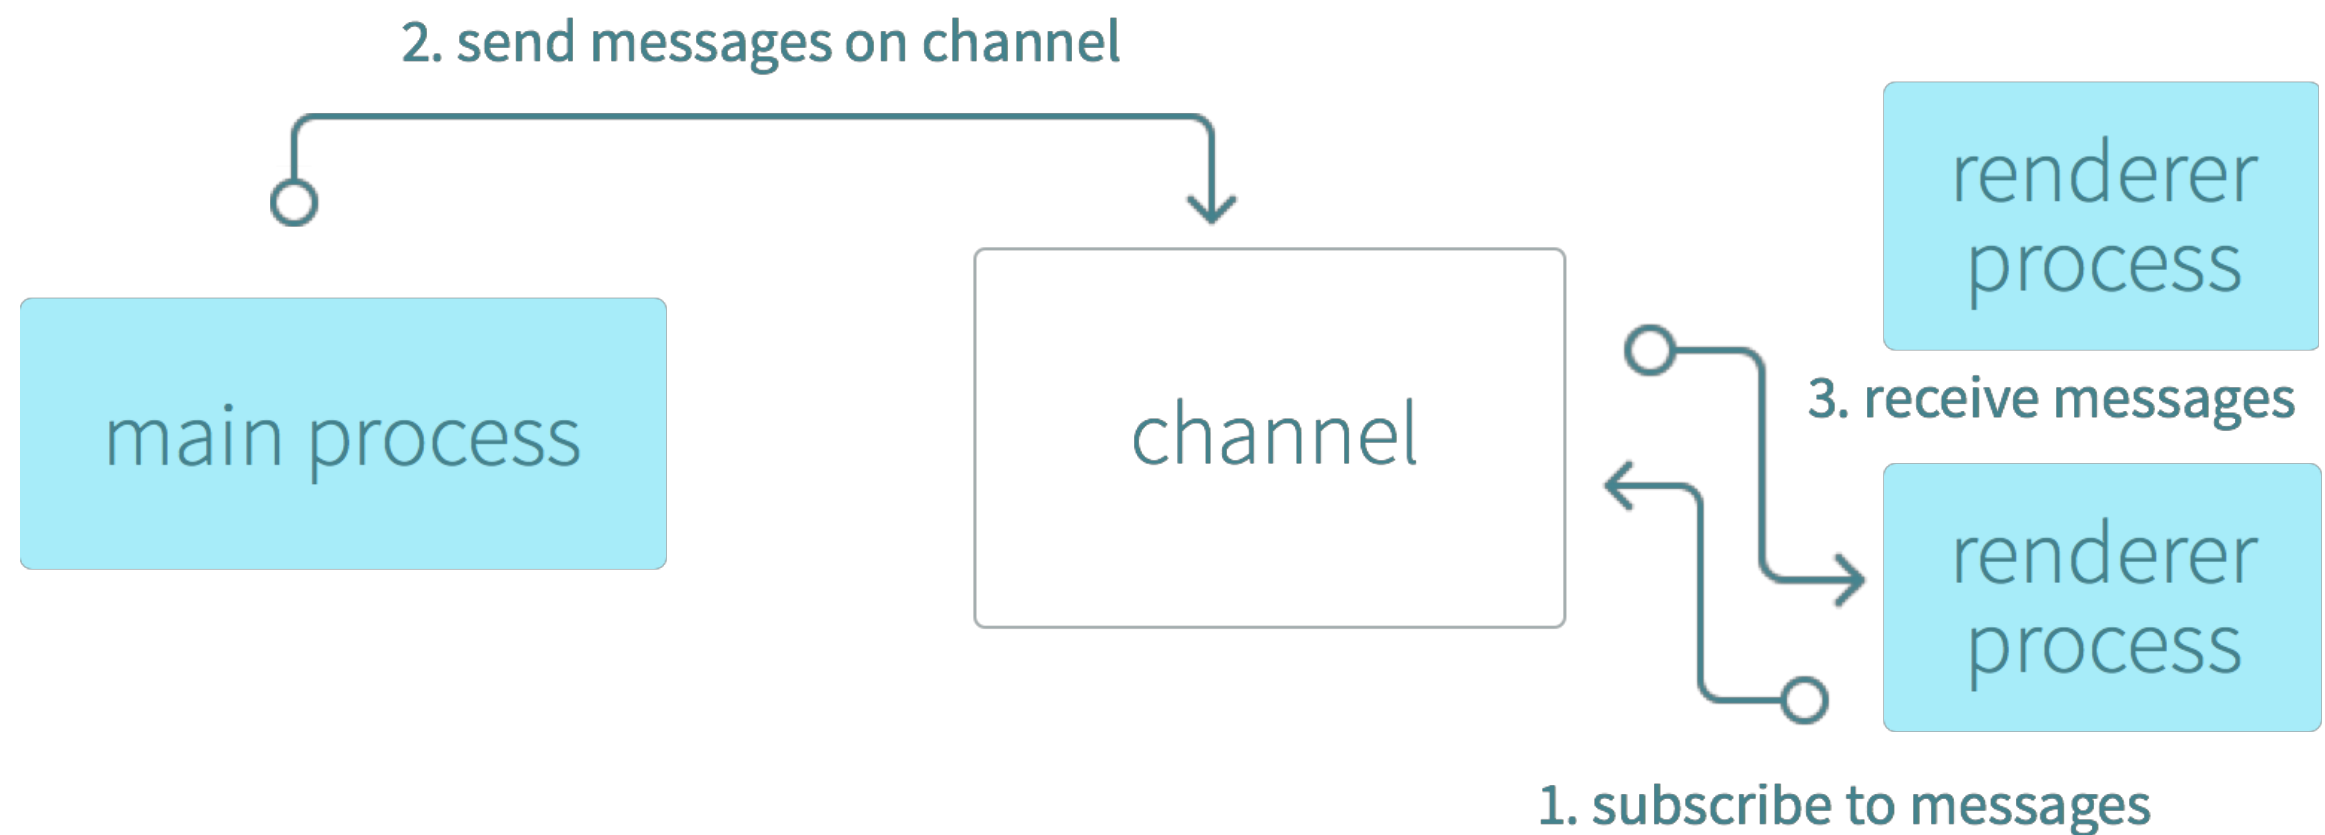 2. send messages on channel
main process
channel
renderer
process
3. receive messages
renderer
process
1. subscribe to messages